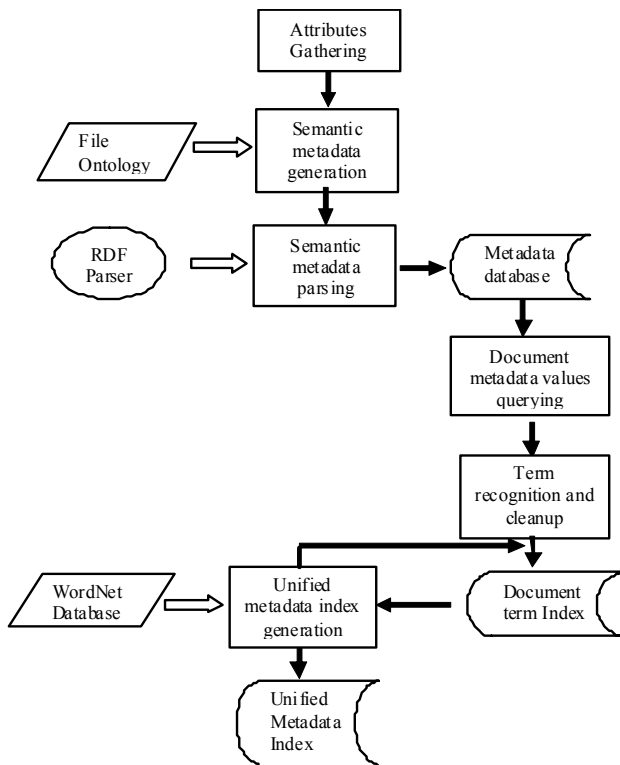 Attributes
Gathering
File
Ontology
Semantic
metadata
generation
RDF
Parser
Semantic
metadata
parsing
Metadata
database
Document
metadata values
querying
Term
recognition and
cleanup
WordNet
Database
Unified
metadata index
generation
Document
term Index
Unified
Metadata
Index